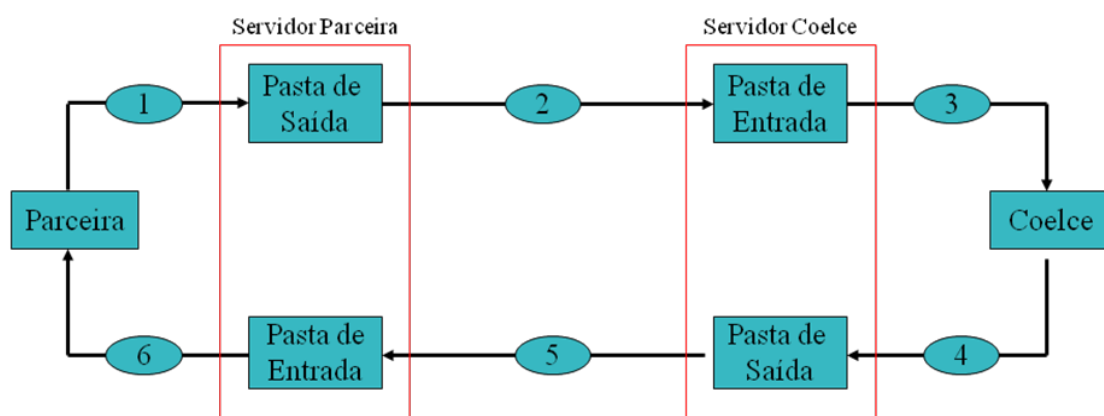 Servidor Parceira
Servidor Coelce
1
Pasta de
Saída
2
Pasta de
Entrada
3
Parceira
Coelce
6
Pasta de
Entrada
5
Pasta de
Saída
4